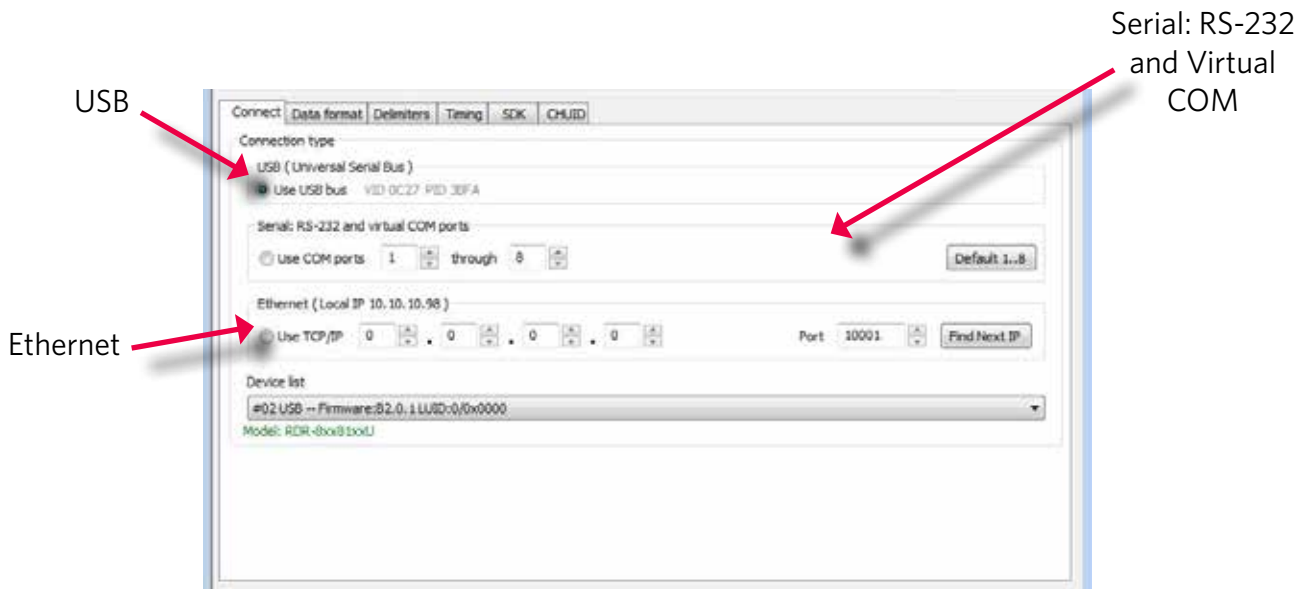 Serial: RS-232
and Virtual
COM
USB
Connect Data format Delimiters Timing SDK CHUID
Connection type
USB ( Universal Serial Bus )
Use USB bus VID 0C27 PID 3BFA
Serial: RS-232 and virtual COM ports
Use COM ports 1 through 8 Default 1..8
Ethernet ( Local IP 10.10.10.98 )
Ethernet
Use TCP/IP 0 . 0 . 0 . 0 Port 10001 Find Next IP
Device list
#02 USB -- Firmware:B2.0.1 LUID:0/0x0000
Model: RDR-8xxB1xxU